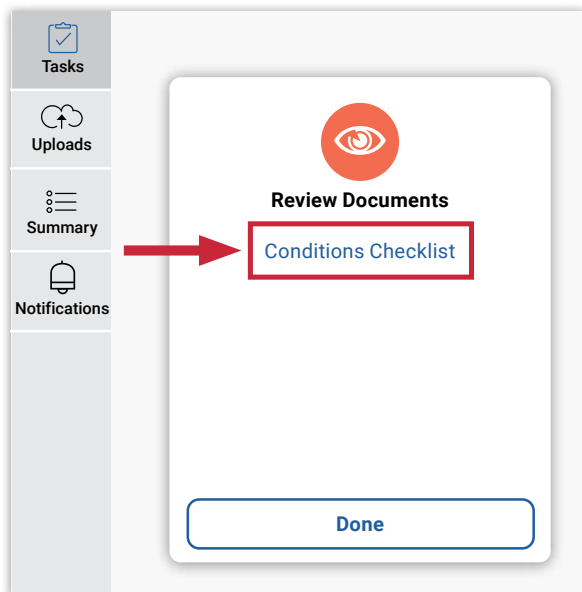 Tasks
Uploads
Summary
Notifications
Review Documents
Conditions Checklist
Done